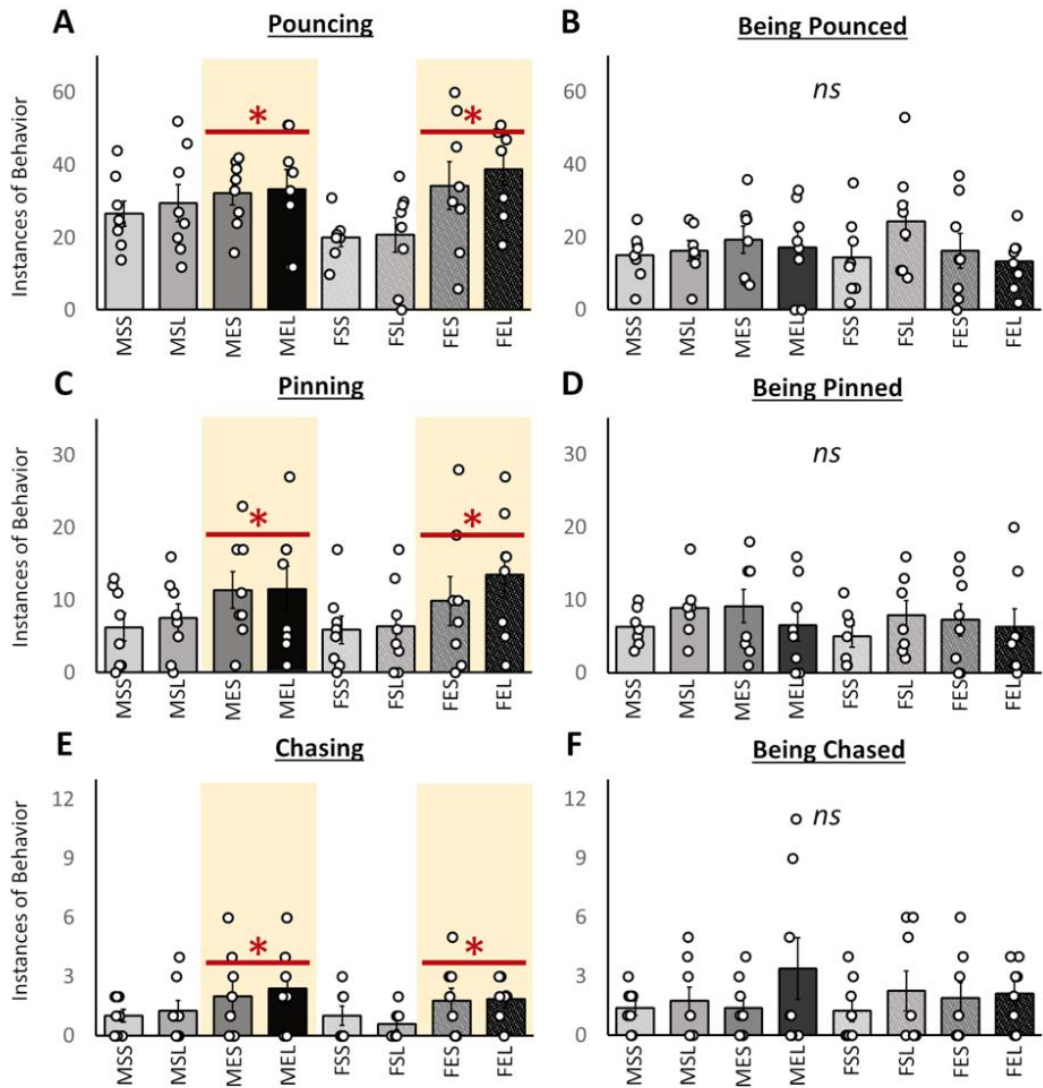 A Pouncing
Instances of Behavior
60
40
20
0
* *
MSS MSL MES MEL FSS FSL FES FEL
B Being Pounced
60
40
20
0
ns
MSS MSL MES MEL FSS FSL FES FEL
C Pinning
Instances of Behavior
30
20
10
0
* *
MSS MSL MES MEL FSS FSL FES FEL
D Being Pinned
30
20
10
0
ns
MSS MSL MES MEL FSS FSL FES FEL
E Chasing
Instances of Behavior
12
9
6
3
0
* *
MSS MSL MES MEL FSS FSL FES FEL
F Being Chased
12
9
6
3
0
ns
MSS MSL MES MEL FSS FSL FES FEL